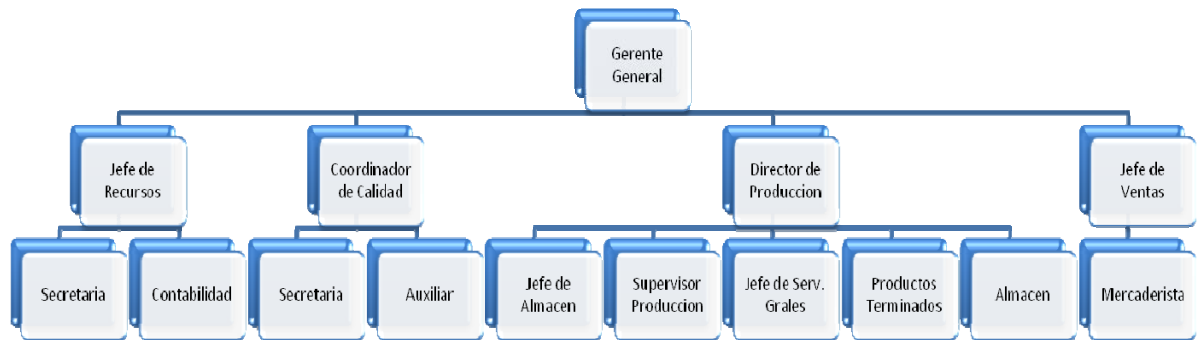 Gerente
General
Jefe de
Recursos
Coordinador
de Calidad
Director de
Produccion
Jefe de
Ventas
Secretaria
Contabilidad
Secretaria
Auxiliar
Jefe de
Almacen
Supervisor
Produccion
Jefe de Serv.
Grales
Productos
Terminados
Almacen
Mercaderista